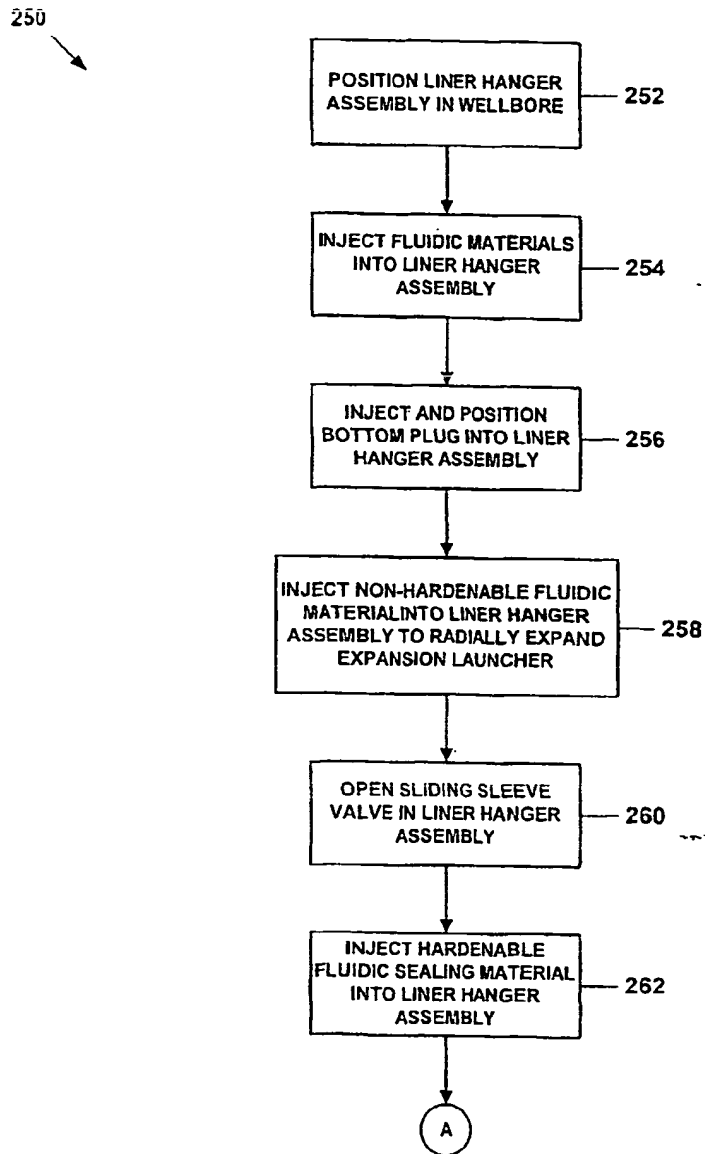 250
POSITION LINER HANGER
ASSEMBLY IN WELLBORE
252
INJECT FLUIDIC MATERIALS
INTO LINER HANGER
ASSEMBLY
254
INJECT AND POSITION
BOTTOM PLUG INTO LINER
HANGER ASSEMBLY
256
INJECT NON-HARDENABLE FLUIDIC
MATERIALINTO LINER HANGER
ASSEMBLY TO RADIALLY EXPAND
EXPANSION LAUNCHER
258
OPEN SLIDING SLEEVE
VALVE IN LINER HANGER
ASSEMBLY
260
INJECT HARDENABLE
FLUIDIC SEALING MATERIAL
INTO LINER HANGER
ASSEMBLY
262
A